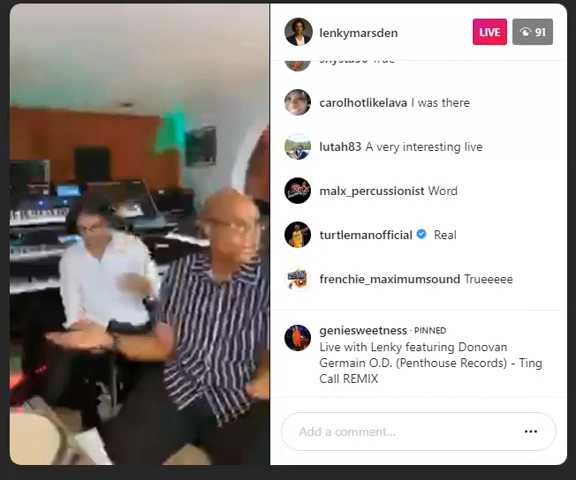 lenkymarsden
LIVE
91
carolhotlikelava I was there
lutah83 A very interesting live
malx_percussionist Word
turtlemanofficial Real
frenchie_maximumsound Trueeeee
geniesweetness · PINNED
Live with Lenky featuring Donovan
Germain O.D. (Penthouse Records) - Ting
Call REMIX
Add a comment...